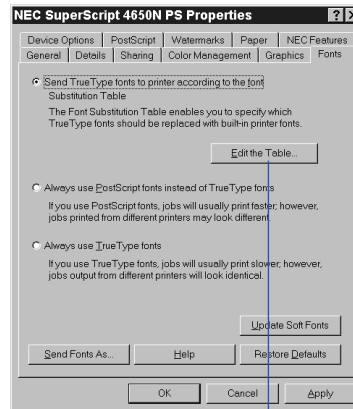 NEC SuperScript 4650N PS Properties
Device Options PostScript Watermarks Paper NEC Features
General Details Sharing Color Management Graphics Fonts
Send TrueType fonts to printer according to the font
Substitution Table
The Font Substitution Table enables you to specify which
TrueType fonts should be replaced with built-in printer fonts.
Edit the Table...
Always use PostScript fonts instead of TrueType fonts
If you use PostScript fonts, jobs will usually print faster; however,
jobs printed from different printers may look different.
Always use TrueType fonts
If you use TrueType fonts, jobs will usually print slower; however,
jobs output from different printers will look identical.
Update Soft Fonts
Send Fonts As... Help Restore Defaults
OK Cancel Apply